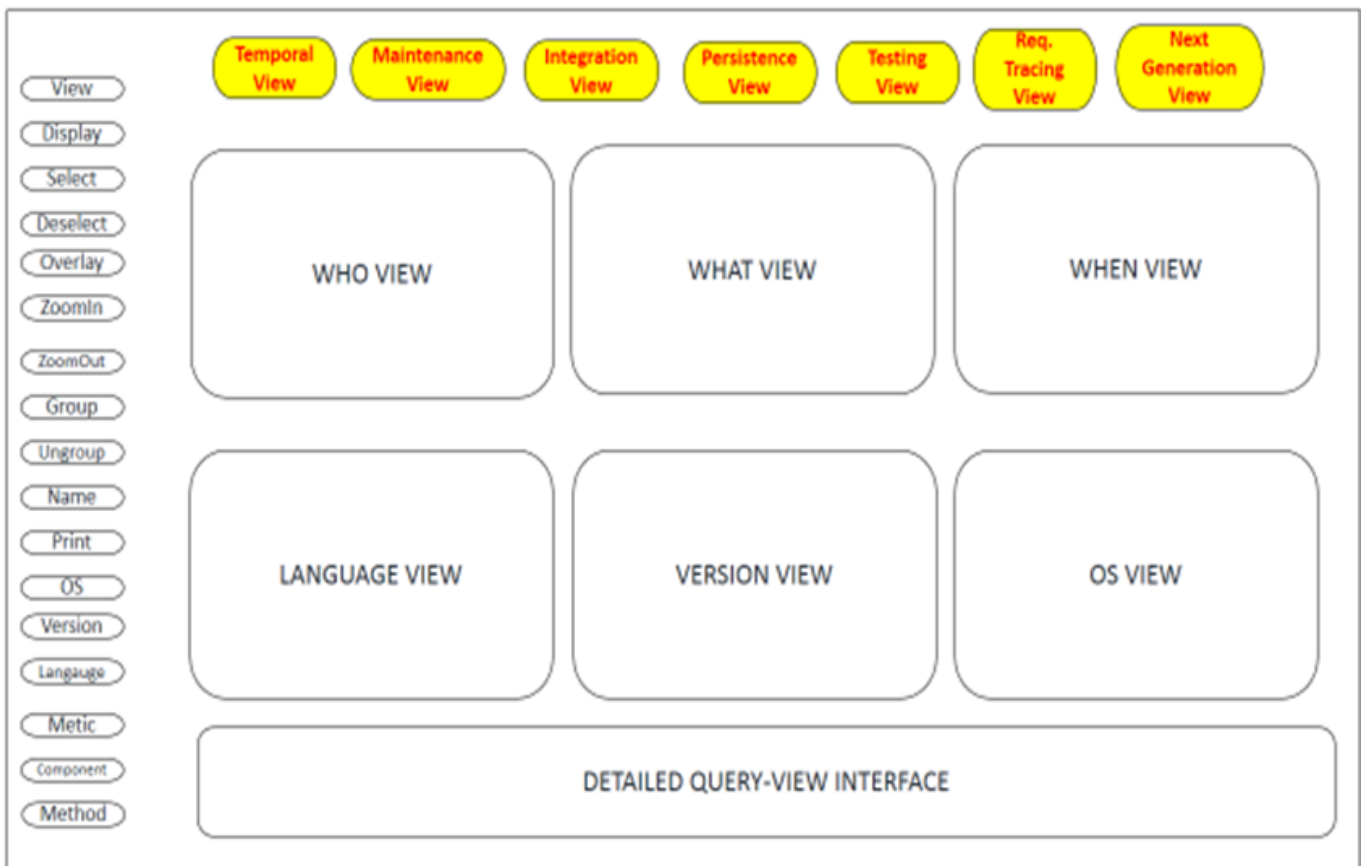 Temporal
View
Maintenance
View
Integration
View
Persistence
View
Testing
View
Req.
Tracing
View
Next
Generation
View
View
Display
Select
Deselect
Overlay
ZoomIn
ZoomOut
Group
Ungroup
Name
Print
OS
Version
Langauge
Metic
Component
Method
WHO VIEW
WHAT VIEW
WHEN VIEW
LANGUAGE VIEW
VERSION VIEW
OS VIEW
DETAILED QUERY-VIEW INTERFACE